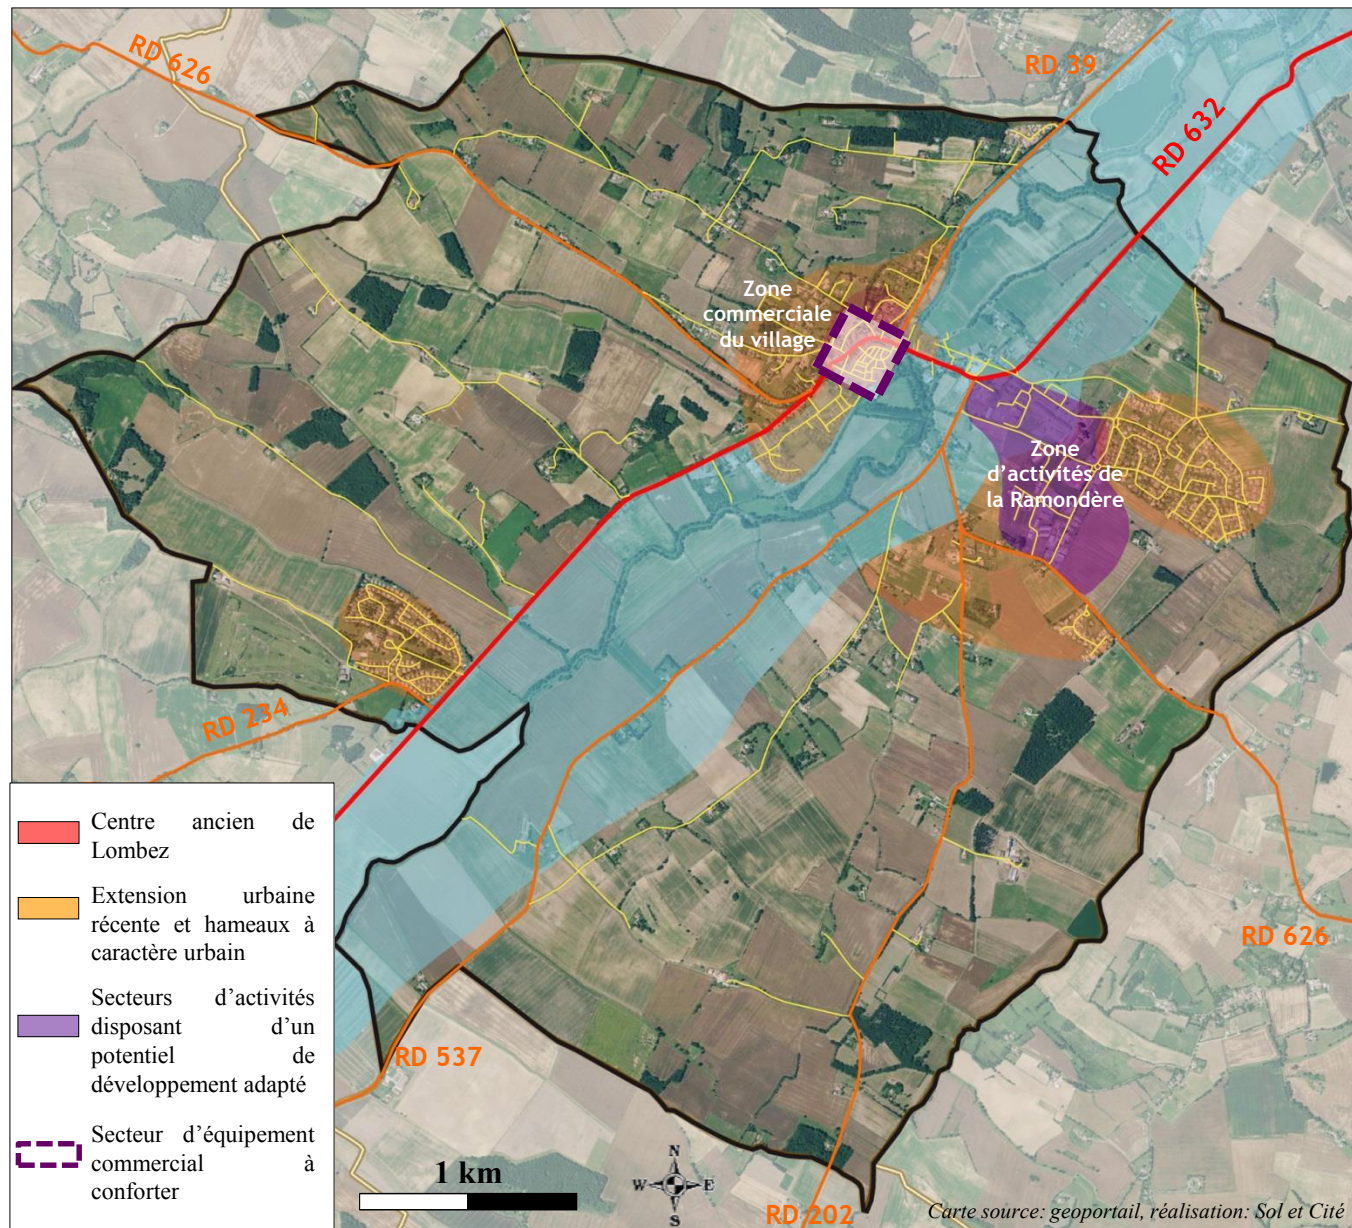 RD 626
RD 39
RD 632
Zone
commerciale
du village
Zone
d'activités de
la Ramondère
RD 234
RD 626
RD 537
RD 202
Centre ancien de
Lombez
Extension urbaine
récente et hameaux à
caractère urbain
Secteurs d'activités
disposant d'un
potentiel de
développement adapté
Secteur d'équipement
commercial à
conforter
1 km
N
W E
S
Carte source: geoportail, réalisation: Sol et Cité